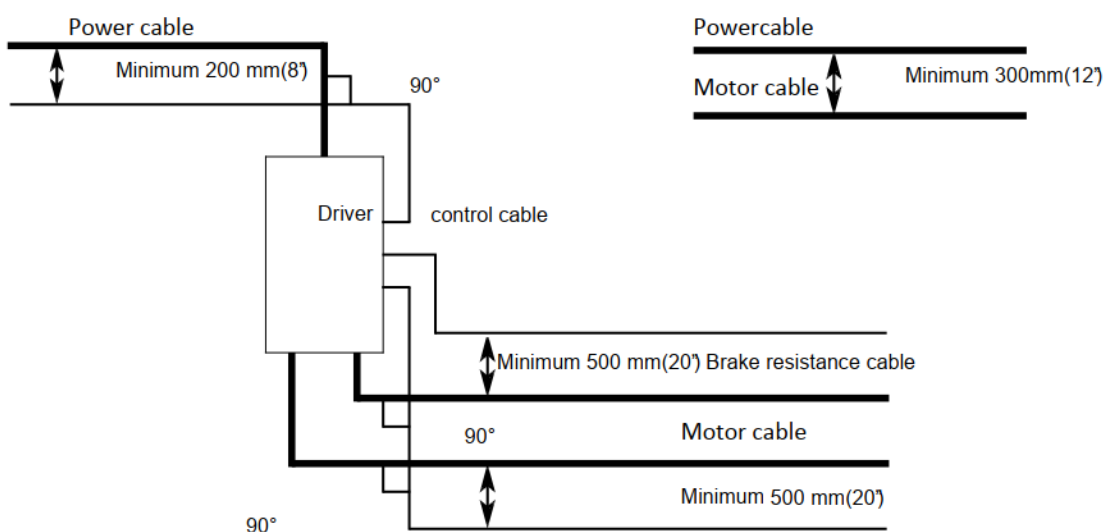 Power cable
Minimum 200 mm(8')
90°
Powercable
Minimum 300mm(12')
Motor cable
Driver
control cable
Minimum 500 mm(20') Brake resistance cable
90°
Motor cable
Minimum 500 mm(20')
90°